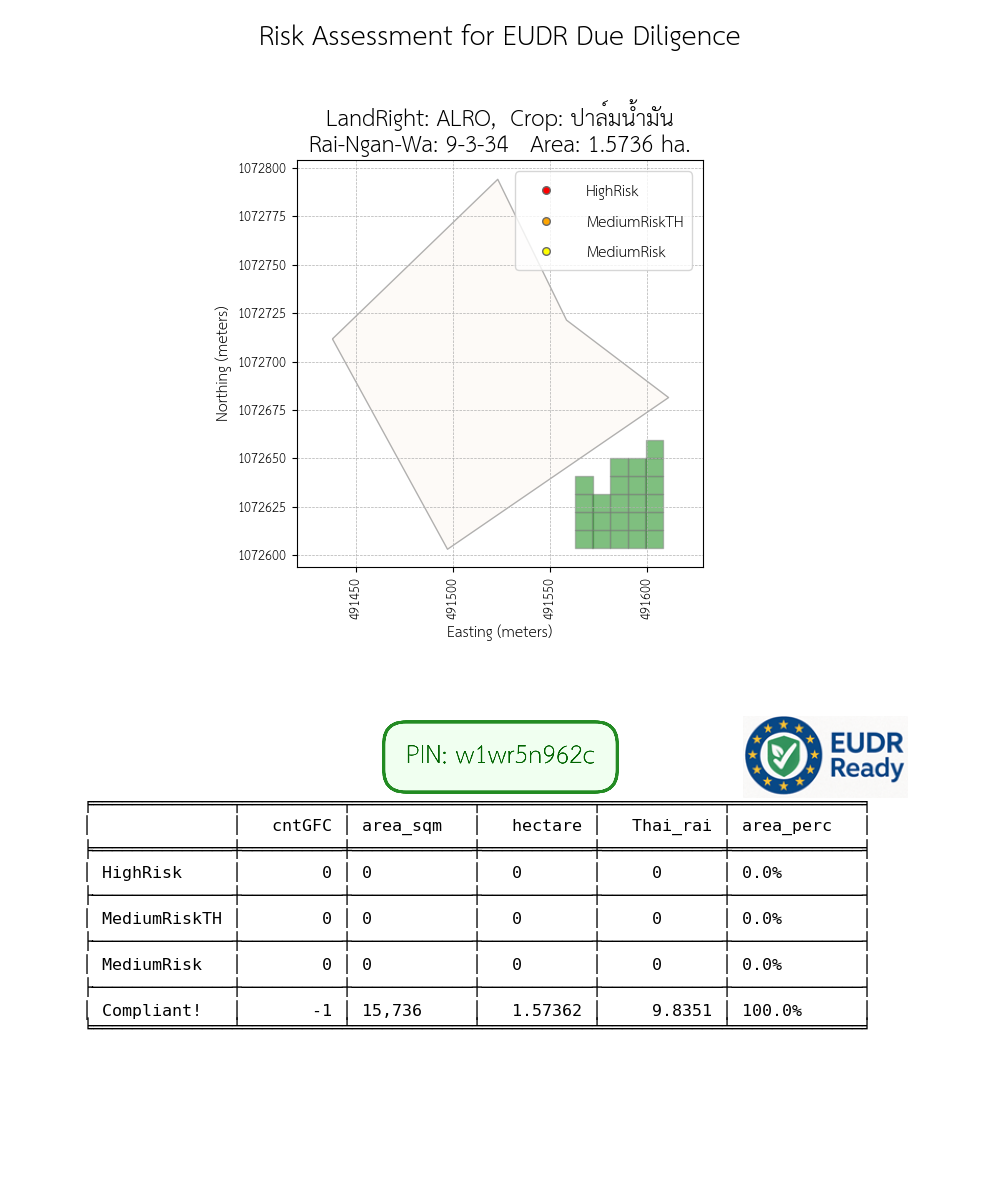 Risk Assessment for EUDR Due Diligence
LandRight: ALRO, Crop: ปาล์มน้ำมัน
Rai-Ngan-Wa: 9-3-34 Area: 1.5736 ha.
HighRisk
MediumRiskTH
MediumRisk
Northing (meters)
1072800
1072775
1072750
1072725
1072700
1072675
1072650
1072625
1072600
491450
491500
491550
491600
Easting (meters)
PIN: w1wr5n962c
EUDR
Ready
cntGFC area_sqm hectare Thai_rai area_perc
HighRisk 0 0 0 0 0.0%
MediumRiskTH 0 0 0 0 0.0%
MediumRisk 0 0 0 0 0.0%
Compliant! -1 15,736 1.57362 9.8351 100.0%